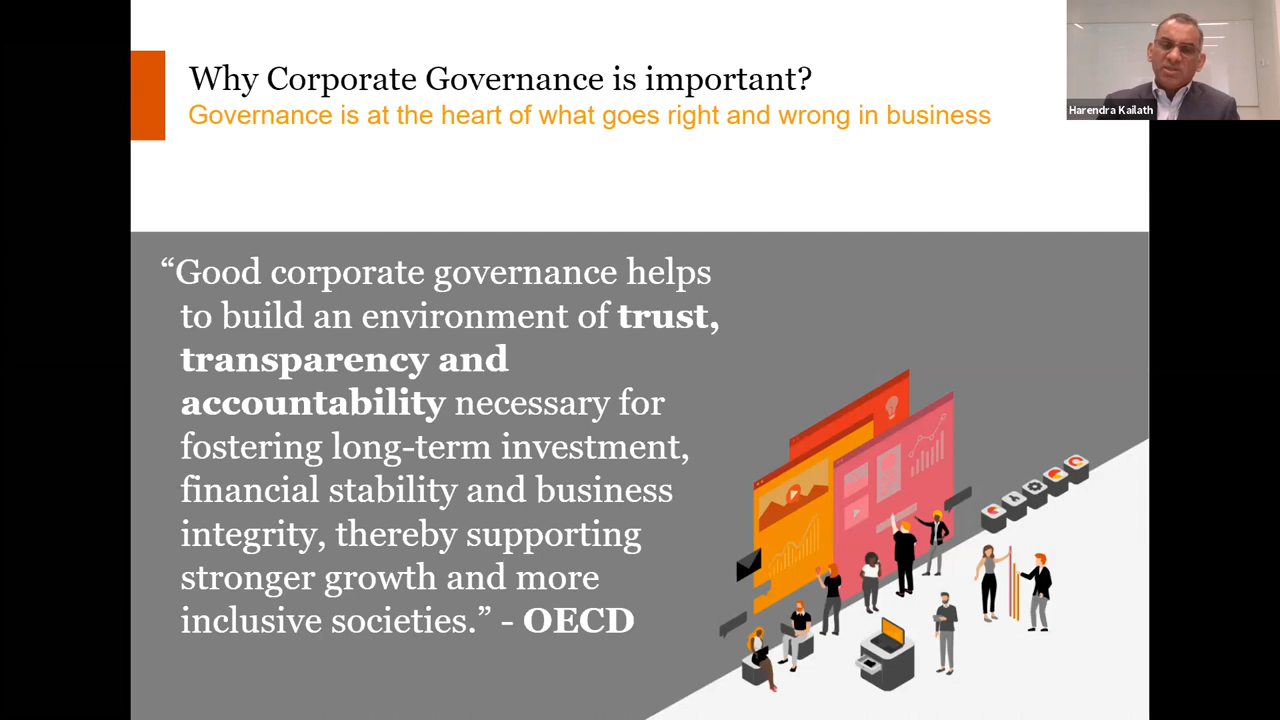 Why Corporate Governance is important?
Governance is at the heart of what goes right and wrong in business
Harendra Kailath
“Good corporate governance helps
to build an environment of trust,
transparency and
accountability necessary for
fostering long-term investment,
financial stability and business
integrity, thereby supporting
stronger growth and more
inclusive societies.” - OECD